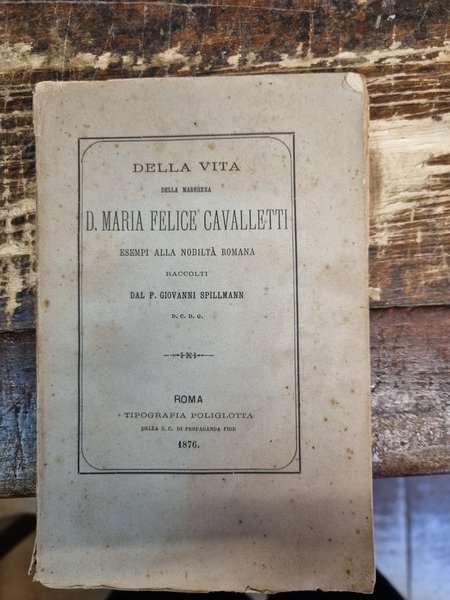 DELLA VITA
DELLA MARCHESA
D. MARIA FELICE CAVALLETTI
ESEMPI ALLA NOBILTÀ ROMANA
RACCOLTI
DAL P. GIOVANNI SPILLMANN
D. C. D. G.
ROMA
TIPOGRAFIA POLIGLOTTA
DELLA S. C. DI PROPAGANDA FIDE
1876.